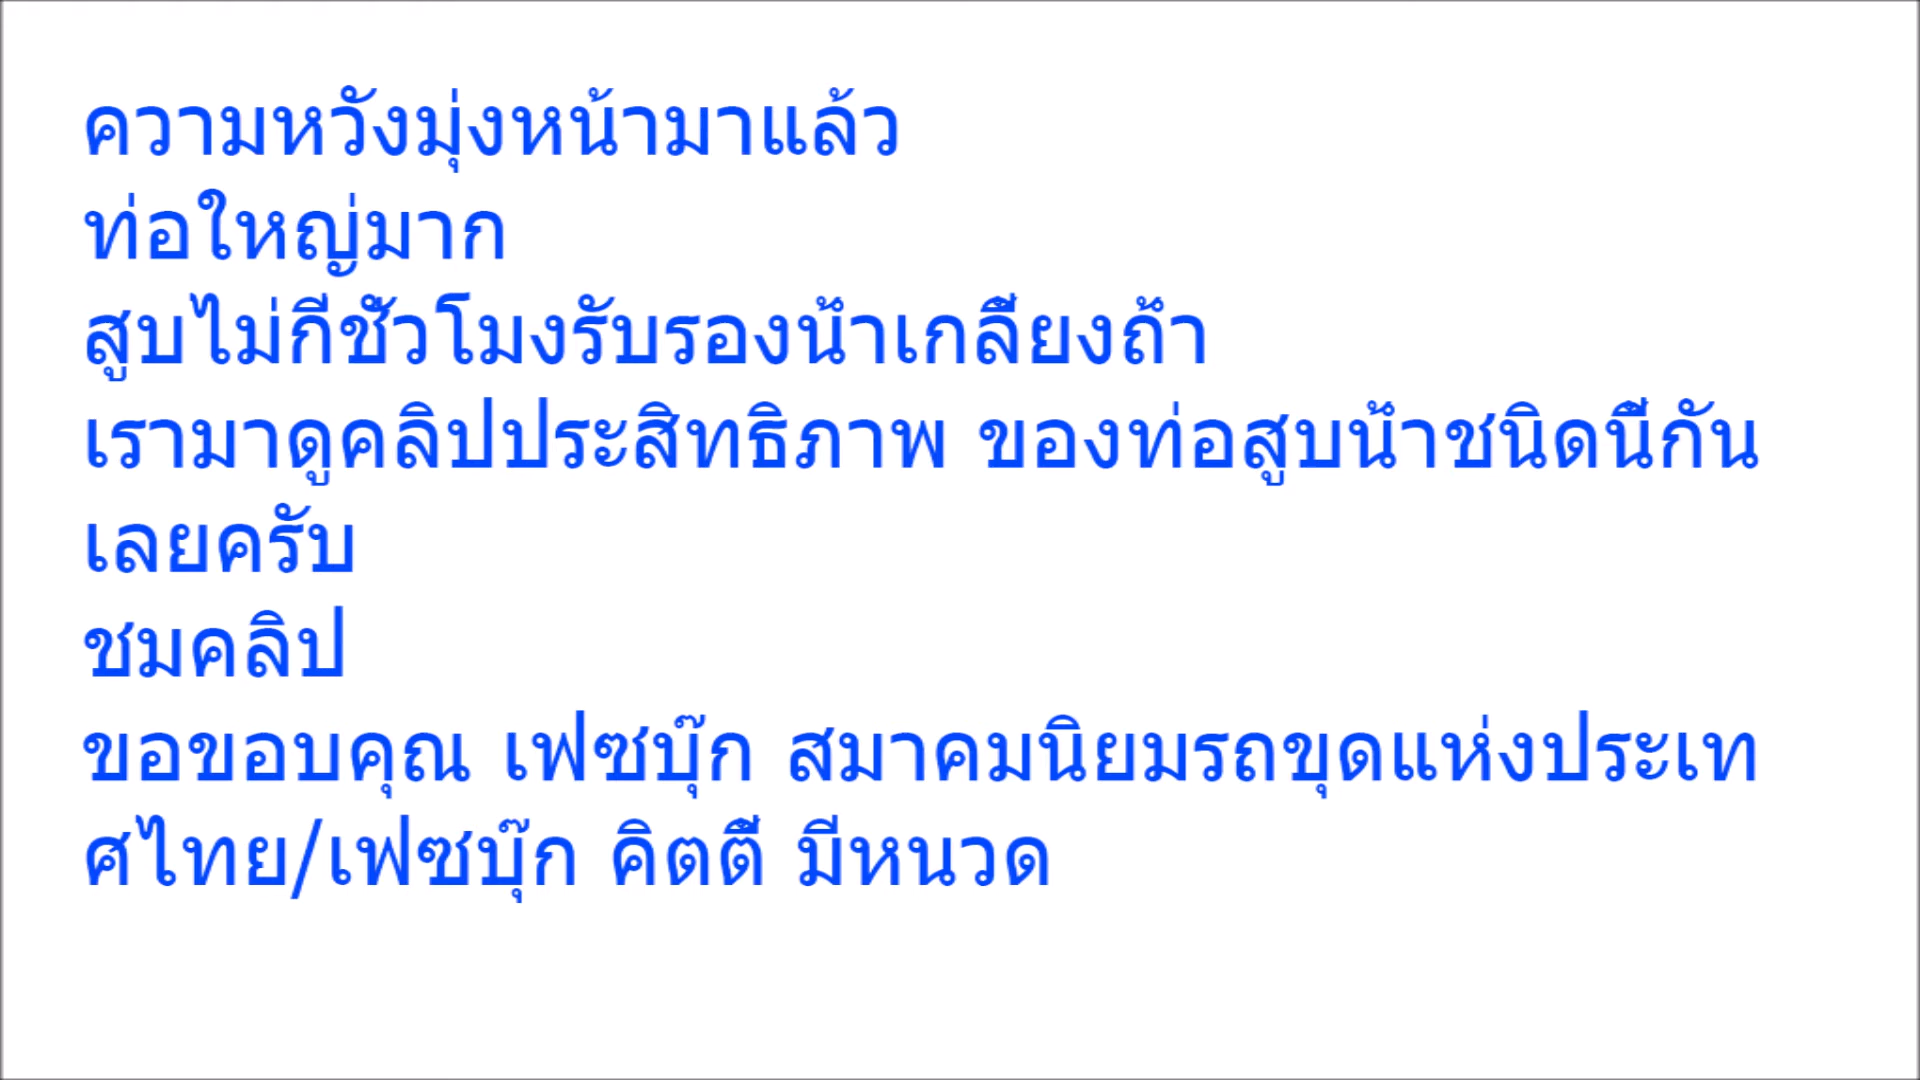 ความหวังมุ่งหน้ามาแล้ว
ท่อใหญ่มาก
สูบไม่กี่ชั่วโมงรับรองน้ำเกลี้ยงถ้ำ
เรามาดูคลิปประสิทธิภาพ ของท่อสูบน้ำชนิดนี้กัน
เลยครับ
ชมคลิป
ขอขอบคุณ เฟซบุ๊ก สมาคมนิยมรถขุดแห่งประเท
ศไทย/เฟซบุ๊ก คิตตี้ มีหนวด